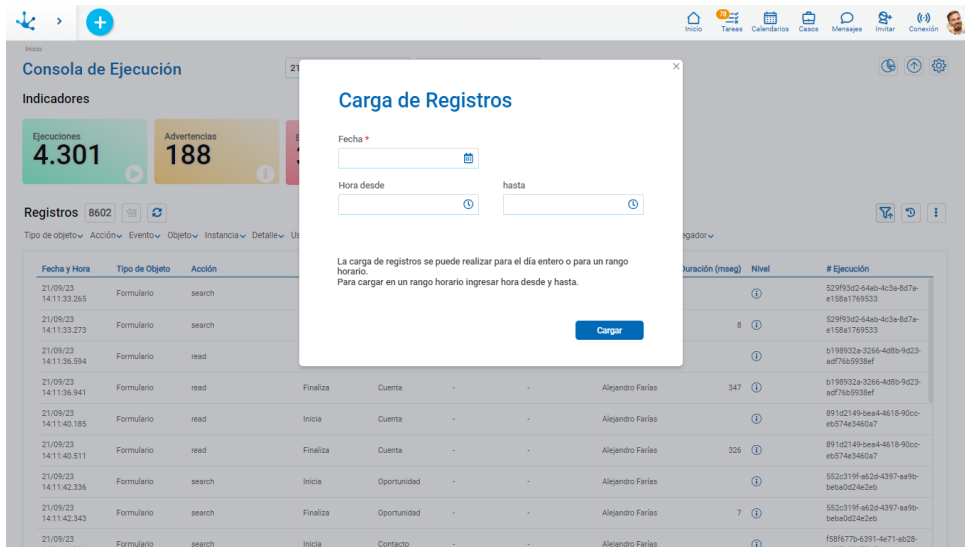 78
Inicio
Tareas
Calendarios
Casos
Mensajes
Invitar
Conexión
Inicio
Consola de Ejecución
21
Indicadores
Ejecuciones
4.301
Advertencias
188
Carga de Registros
Fecha *
Hora desde
hasta
La carga de registros se puede realizar para el día entero o para un rango
horario.
Para cargar en un rango horario ingresar hora desde y hasta.
Cargar
Registros 8602
Tipo de objeto Acción Evento Objeto Instancia Detalle Us
egador
Fecha y Hora Tipo de Objeto Acción Duración (mseg) Nivel # Ejecución
21/09/23
14:11:33.265 Formulario search 529f93d2-64ab-4c3a-8d7a-
e158a1769533
21/09/23
14:11:33.273 Formulario search 8 529f93d2-64ab-4c3a-8d7a-
e158a1769533
21/09/23
14:11:36.594 Formulario read b198932a-3266-4d8b-9d23-
adf76b5938ef
21/09/23
14:11:36.941 Formulario read Finaliza Cuenta - - Alejandro Farías 347 b198932a-3266-4d8b-9d23-
adf76b5938ef
21/09/23
14:11:40.185 Formulario read Inicia Cuenta - - Alejandro Farías 891d2149-bea4-4618-90cc-
eb574e3460a7
21/09/23
14:11:40.511 Formulario read Finaliza Cuenta - - Alejandro Farías 326 891d2149-bea4-4618-90cc-
eb574e3460a7
21/09/23
14:11:42.336 Formulario search Inicia Oportunidad - - Alejandro Farías 552c319f-a62d-4397-aa9b-
beba0d24e2eb
21/09/23
14:11:42.343 Formulario search Finaliza Oportunidad - - Alejandro Farías 7 552c319f-a62d-4397-aa9b-
beba0d24e2eb
21/09/23
Formulario search Inicia Contacto - - Alejandro Farías f58f677b-6391-4e71-ab28-